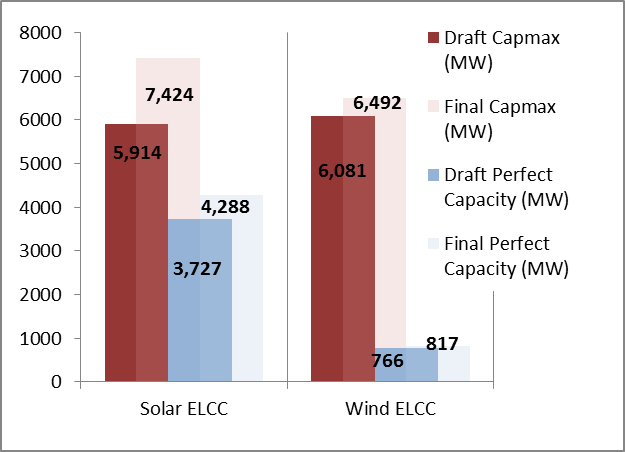 8000
7000
6000
5000
4000
3000
2000
1000
0
7,424
5,914
4,288
3,727
6,492
6,081
817
766
Solar ELCC
Wind ELCC
Draft Capmax
(MW)
Final Capmax
(MW)
Draft Perfect
Capacity (MW)
Final Perfect
Capacity (MW)